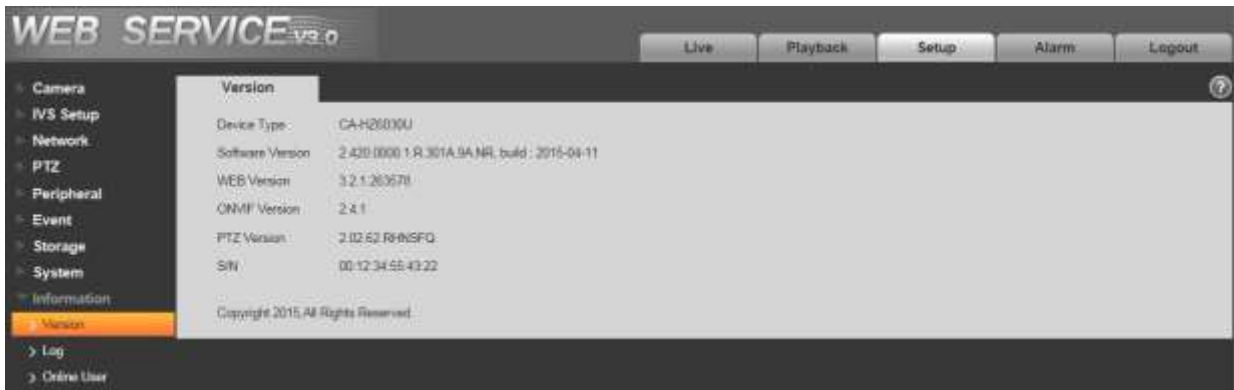 WEB SERVICE V3.0
Live Playback Setup Alarm Logout
Camera
IVS Setup
Network
PTZ
Peripheral
Event
Storage
System
Information
Version
Log
Online User
Version
Device Type
Software Version 2.420.0000.1.R.301A.9A.NR, build : 2015-04-11
WEB Version 3.2.1.263578
ONVIF Version 2.4.1
PTZ Version 2.02.62.RHNSFQ
S/N 00:12:34:56:43:22
Copyright 2015,All Rights Reserved.